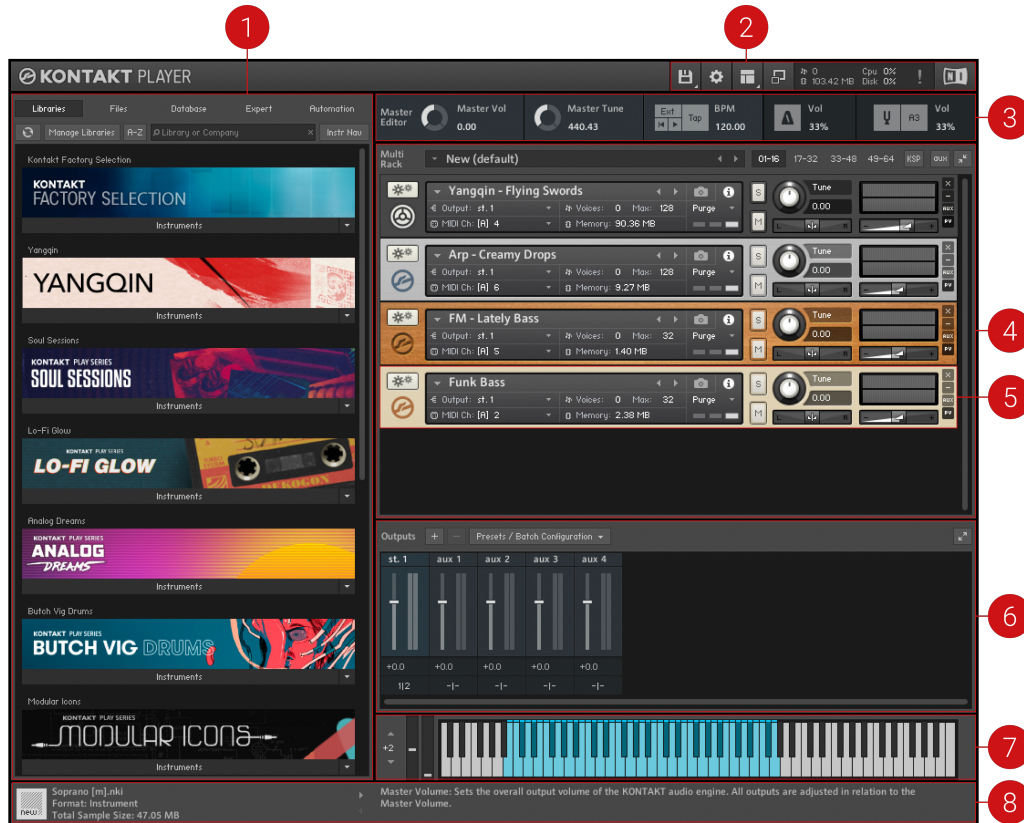 1
2
KONTAKT PLAYER
0
103.42 MB
Cpu 0%
Disk 0%
!
Libraries
Files
Database
Expert
Automation
Manage Libraries
A-Z
Library or Company
×
Instr Nav
Kontakt Factory Selection
KONTAKT
FACTORY SELECTION
Instruments
Yangqin
YANGQIN
Instruments
Soul Sessions
KONTAKT PLAY SERIES
SOUL SESSIONS
Instruments
Lo-Fi Glow
KONTAKT PLAY SERIES
LO-FI GLOW
Instruments
Analog Dreams
KONTAKT PLAY SERIES
ANALOG
DREAMS
Instruments
Butch Vig Drums
KONTAKT PLAY SERIES
BUTCH VIG DRUMS
Instruments
Modular Icons
KONTAKT PLAY SERIES
MODULAR ICONS
Instruments
Master
Editor
Master Vol
0.00
Master Tune
440.43
Ext
Tap
BPM
120.00
Vol
33%
A3
Vol
33%
3
Multi
Rack
New (default)
01-16
17-32
33-48
49-64
KSP
aux
Yangqin - Flying Swords
Output: st. 1
Voices: 0 Max: 128
Purge
MIDI Ch: [A] 4
Memory: 90.36 MB
S
M
Tune
0.00
L
R
AUX
PV
Arp - Creamy Drops
Output: st. 1
Voices: 0 Max: 128
Purge
MIDI Ch: [A] 6
Memory: 9.27 MB
S
M
Tune
0.00
L
R
AUX
PV
FM - Lately Bass
Output: st. 1
Voices: 0 Max: 32
Purge
MIDI Ch: [A] 5
Memory: 1.40 MB
S
M
Tune
0.00
L
R
AUX
PV
4
Funk Bass
Output: st. 1
Voices: 0 Max: 32
Purge
MIDI Ch: [A] 2
Memory: 2.38 MB
S
M
Tune
0.00
L
R
AUX
PV
5
Outputs
+
−
Presets / Batch Configuration
st. 1
aux 1
aux 2
aux 3
aux 4
+0.0
+0.0
+0.0
+0.0
+0.0
1|2
-|-
-|-
-|-
-|-
6
+2
7
new
Soprano [m].nki
Format: Instrument
Total Sample Size: 47.05 MB
Master Volume: Sets the overall output volume of the KONTAKT audio engine. All outputs are adjusted in relation to the
Master Volume.
8